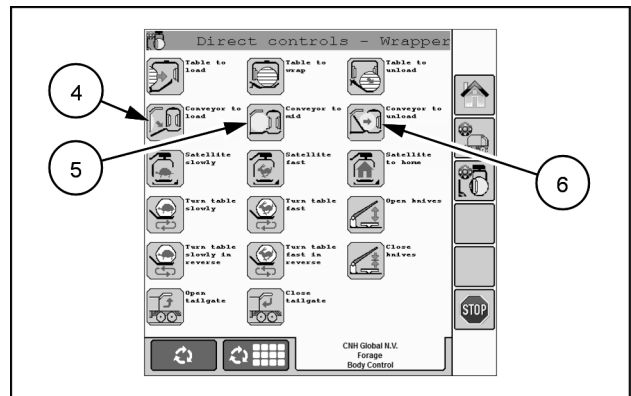 Direct controls - Wrapper
Table to
load
Table to
wrap
Table to
unload
4
Conveyor to
load
Conveyor to
mid
Conveyor to
unload
5
6
Satellite
slowly
Satellite
fast
Satellite
to home
Turn table
slowly
Turn table
fast
Open knives
Turn table
slowly in
reverse
Turn table
fast in
reverse
Close
knives
Open
tailgate
Close
tailgate
STOP
CNH Global N.V.
Forage
Body Control